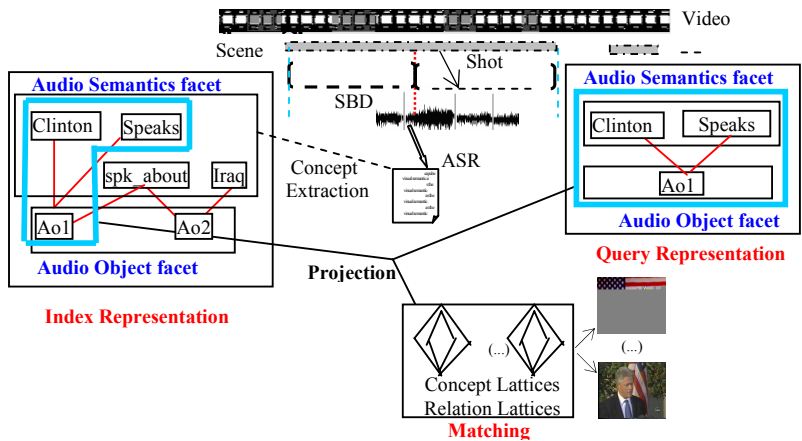 Video
Scene
Shot
SBD
ASR
Concept
Extraction
Audio Semantics facet
Clinton
Speaks
spk_about
Iraq
Ao1
Ao2
Audio Object facet
Index Representation
Projection
Audio Semantics facet
Clinton
Speaks
Ao1
Audio Object facet
Query Representation
(...)
Concept Lattices
Relation Lattices
Matching
(...)